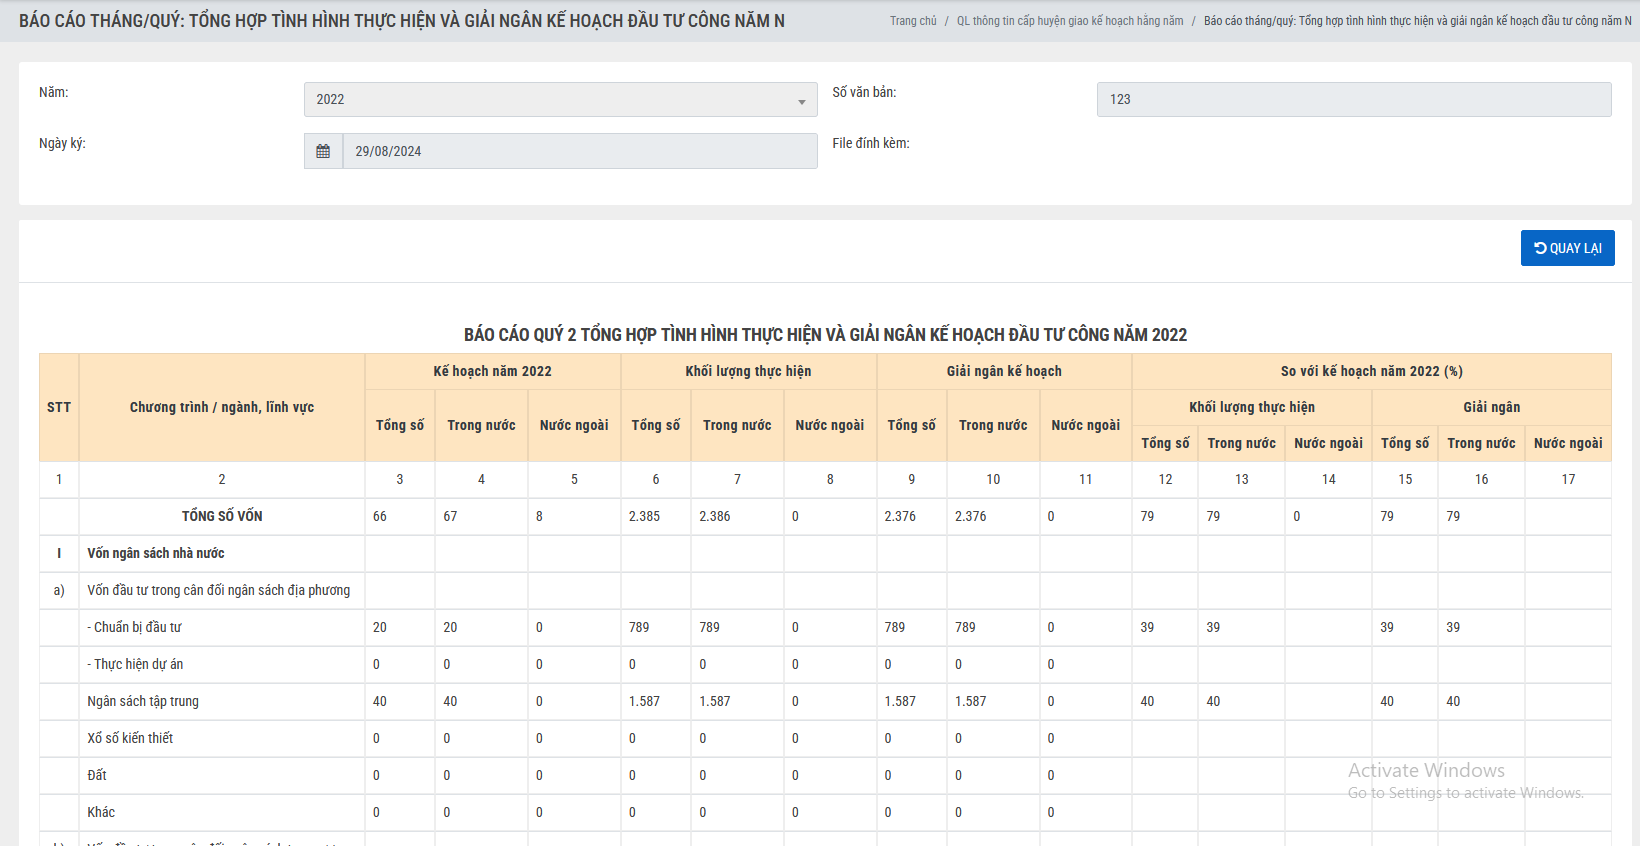 BÁO CÁO THÁNG/QUÝ: TỔNG HỢP TÌNH HÌNH THỰC HIỆN VÀ GIẢI NGÂN KẾ HOẠCH ĐẦU TƯ CÔNG NĂM N
Trang chủ / QL thông tin cấp huyện giao kế hoạch hằng năm / Báo cáo tháng/quý: Tổng hợp tình hình thực hiện và giải ngân kế hoạch đầu tư công năm N
Năm: 2022 Số văn bản: 123
Ngày ký: 29/08/2024 File đính kèm:
QUAY LẠI
BÁO CÁO QUÝ 2 TỔNG HỢP TÌNH HÌNH THỰC HIỆN VÀ GIẢI NGÂN KẾ HOẠCH ĐẦU TƯ CÔNG NĂM 2022
STT Chương trình / ngành, lĩnh vực Kế hoạch năm 2022 Khối lượng thực hiện Giải ngân kế hoạch So với kế hoạch năm 2022 (%)
Khối lượng thực hiện Giải ngân
Tổng số Trong nước Nước ngoài Tổng số Trong nước Nước ngoài Tổng số Trong nước Nước ngoài Tổng số Trong nước Nước ngoài Tổng số Trong nước Nước ngoài
1 2 3 4 5 6 7 8 9 10 11 12 13 14 15 16 17
TỔNG SỐ VỐN 66 67 8 2.385 2.386 0 2.376 2.376 0 79 79 0 79 79
I Vốn ngân sách nhà nước
a) Vốn đầu tư trong cân đối ngân sách địa phương
- Chuẩn bị đầu tư 20 20 0 789 789 0 789 789 0 39 39 39 39
- Thực hiện dự án 0 0 0 0 0 0 0 0 0
Ngân sách tập trung 40 40 0 1.587 1.587 0 1.587 1.587 0 40 40 40 40
Xổ số kiến thiết 0 0 0 0 0 0 0 0 0
Đất 0 0 0 0 0 0 0 0 0
Khác 0 0 0 0 0 0 0 0 0
Activate Windows
Go to Settings to activate Windows.